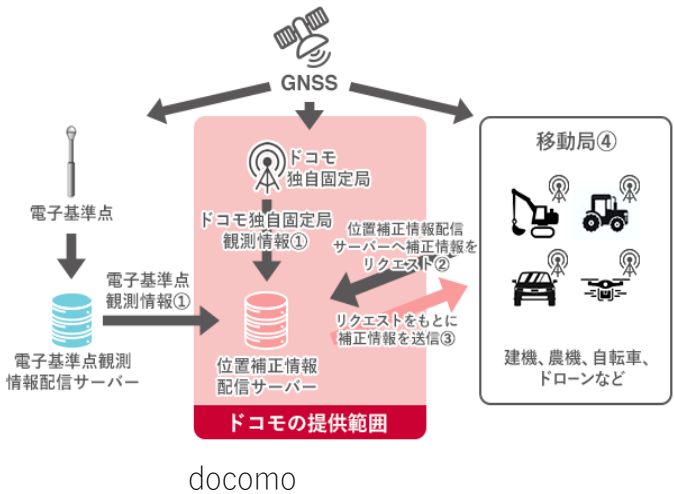 GNSS
電子基準点
ドコモ
独自固定局
ドコモ独自固定局
観測情報①
移動局④
位置補正情報配信
サーバーへ補正情報を
リクエスト②
電子基準点
観測情報①
リクエストをもとに
補正情報を送信③
電子基準点観測
情報配信サーバー
位置補正情報
配信サーバー
建機、農機、自転車、
ドローンなど
ドコモの提供範囲
docomo